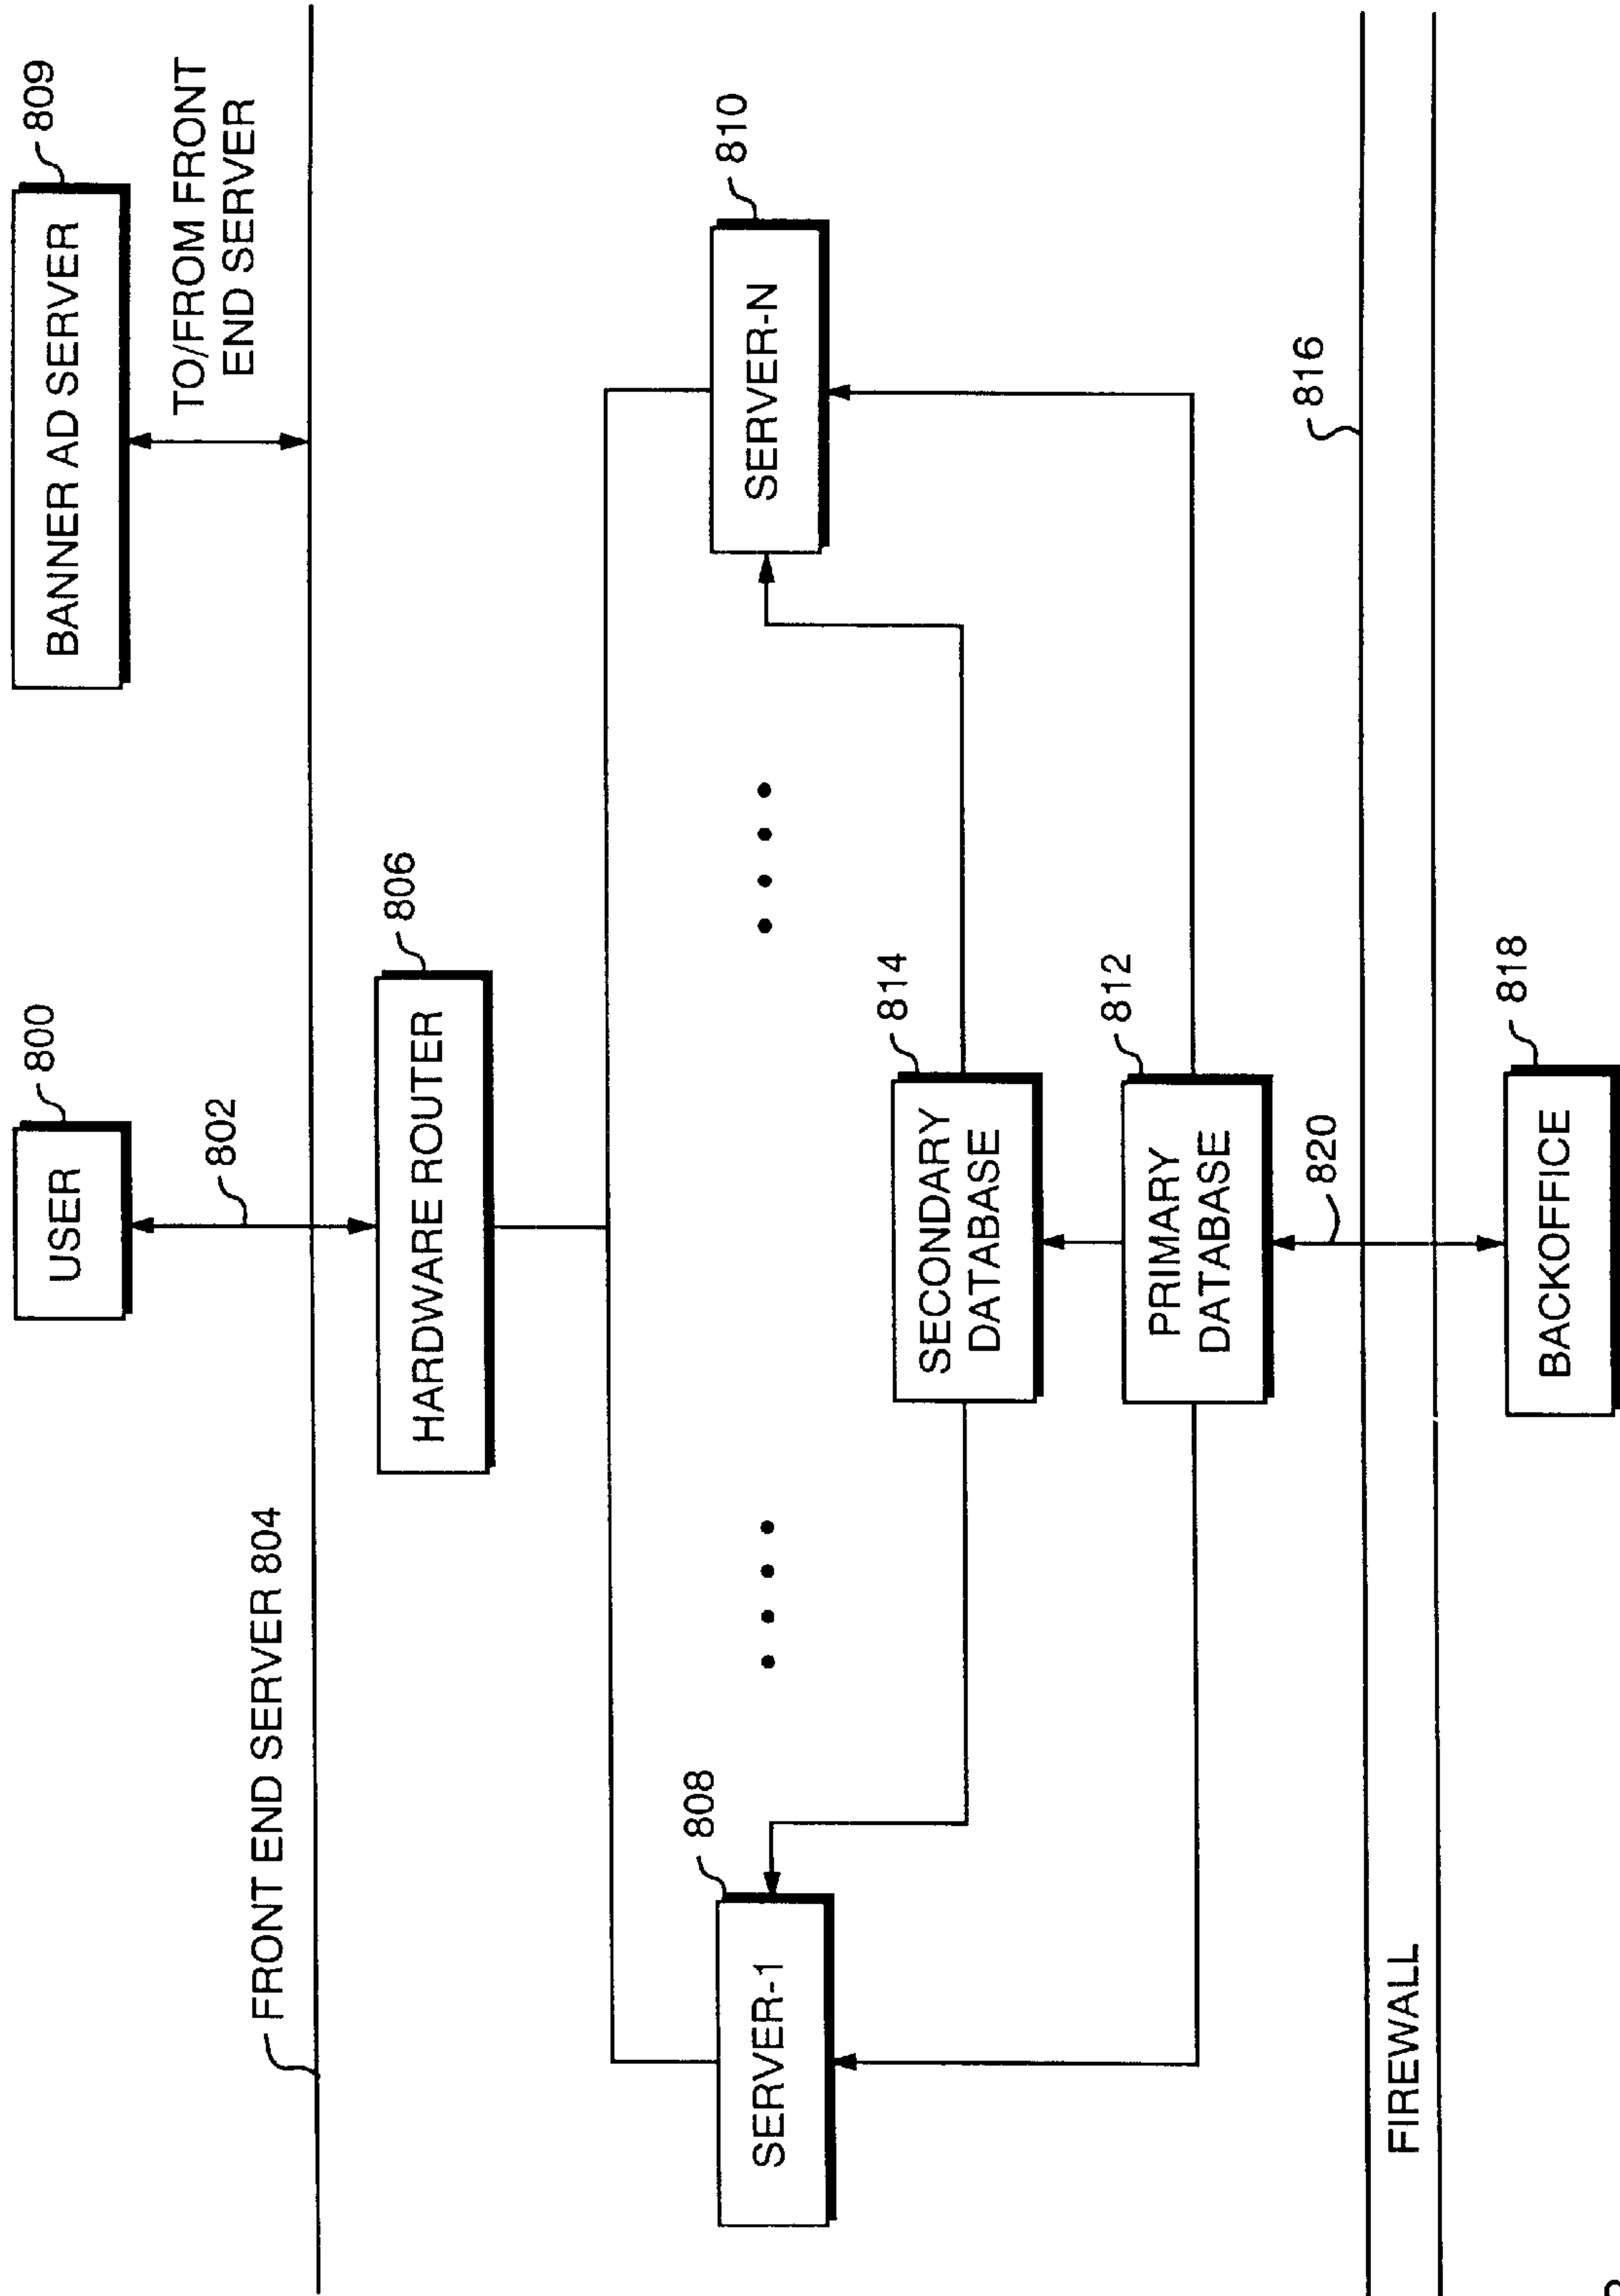 USER
800
BANNER AD SERVER
809
802
TO/FROM FRONT
END SERVER
FRONT END SERVER 804
HARDWARE ROUTER
806
SERVER-1
808
SERVER-N
810
SECONDARY
DATABASE
814
PRIMARY
DATABASE
812
820
816
FIREWALL
BACKOFFICE
818